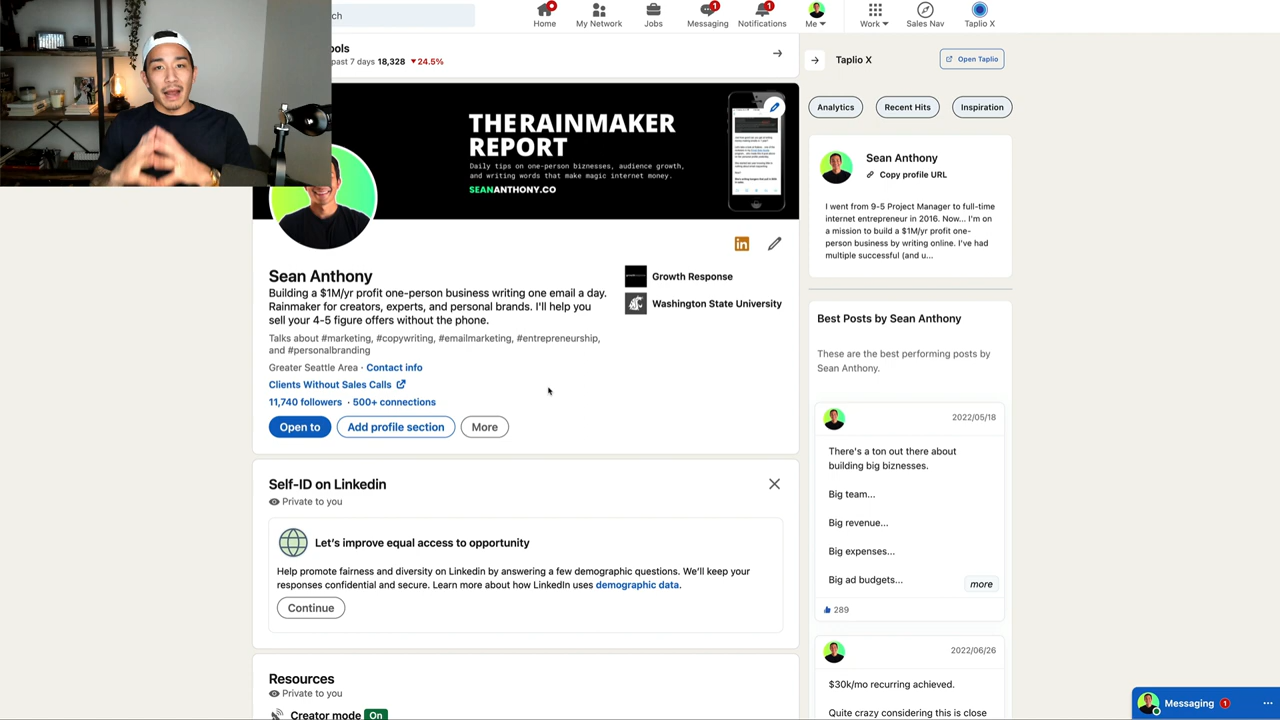 ch
Home
My Network
Jobs
1
Messaging
1
Notifications
Me
Work
Sales Nav
Taplio X
ools
past 7 days 18,328 ▼24.5%
THE RAINMAKER
REPORT
Daily tips on one-person biznesses, audience growth,
and writing words that make magic internet money.
SEANANTHONY.CO
Sean Anthony
Building a $1M/yr profit one-person business writing one email a day.
Rainmaker for creators, experts, and personal brands. I'll help you
sell your 4-5 figure offers without the phone.
Talks about #marketing, #copywriting, #emailmarketing, #entrepreneurship,
and #personalbranding
Greater Seattle Area · Contact info
Clients Without Sales Calls
11,740 followers · 500+ connections
Open to
Add profile section
More
in
Growth Response
Washington State University
Self-ID on Linkedin
Private to you
Let's improve equal access to opportunity
Help promote fairness and diversity on Linkedin by answering a few demographic questions. We'll keep your
responses confidential and secure. Learn more about how LinkedIn uses demographic data.
Continue
Resources
Private to you
Creator mode On
Taplio X
Open Taplio
Analytics
Recent Hits
Inspiration
Sean Anthony
Copy profile URL
I went from 9-5 Project Manager to full-time
internet entrepreneur in 2016. Now... I'm on
a mission to build a $1M/yr profit one-
person business by writing online. I've had
multiple successful (and u...
Best Posts by Sean Anthony
These are the best performing posts by
Sean Anthony.
2022/05/18
There's a ton out there about
building big biznesses.
Big team...
Big revenue...
Big expenses...
Big ad budgets...
more
289
2022/06/26
$30k/mo recurring achieved.
Quite crazy considering this is close
Messaging 1 ...